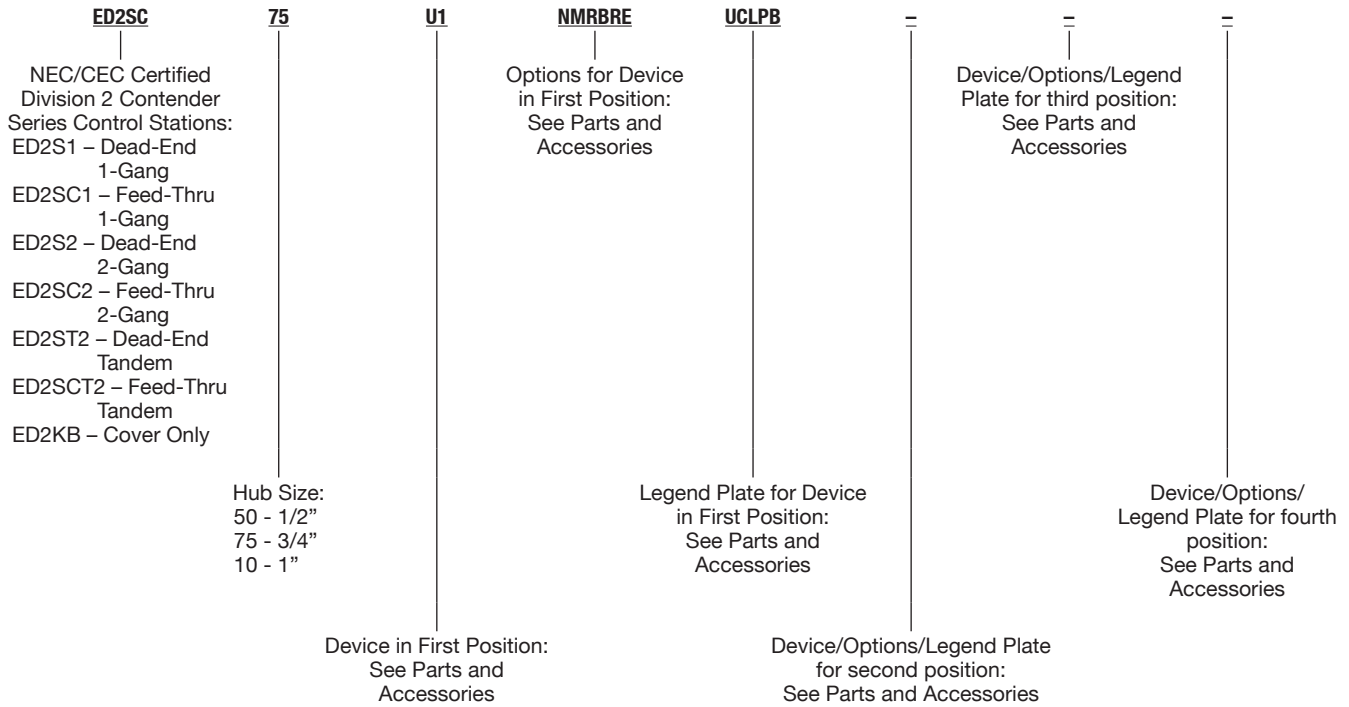 ED2SC 75 U1 NMRBRE UCLPB – – –
NEC/CEC Certified
Division 2 Contender
Series Control Stations:
ED2S1 – Dead-End
1-Gang
ED2SC1 – Feed-Thru
1-Gang
ED2S2 – Dead-End
2-Gang
ED2SC2 – Feed-Thru
2-Gang
ED2ST2 – Dead-End
Tandem
ED2SCT2 – Feed-Thru
Tandem
ED2KB – Cover Only
Hub Size:
50 - 1/2”
75 - 3/4”
10 - 1”
Device in First Position:
See Parts and
Accessories
Options for Device
in First Position:
See Parts and
Accessories
Legend Plate for Device
in First Position:
See Parts and
Accessories
Device/Options/Legend Plate
for second position:
See Parts and Accessories
Device/Options/Legend
Plate for third position:
See Parts and
Accessories
Device/Options/
Legend Plate for fourth
position:
See Parts and
Accessories